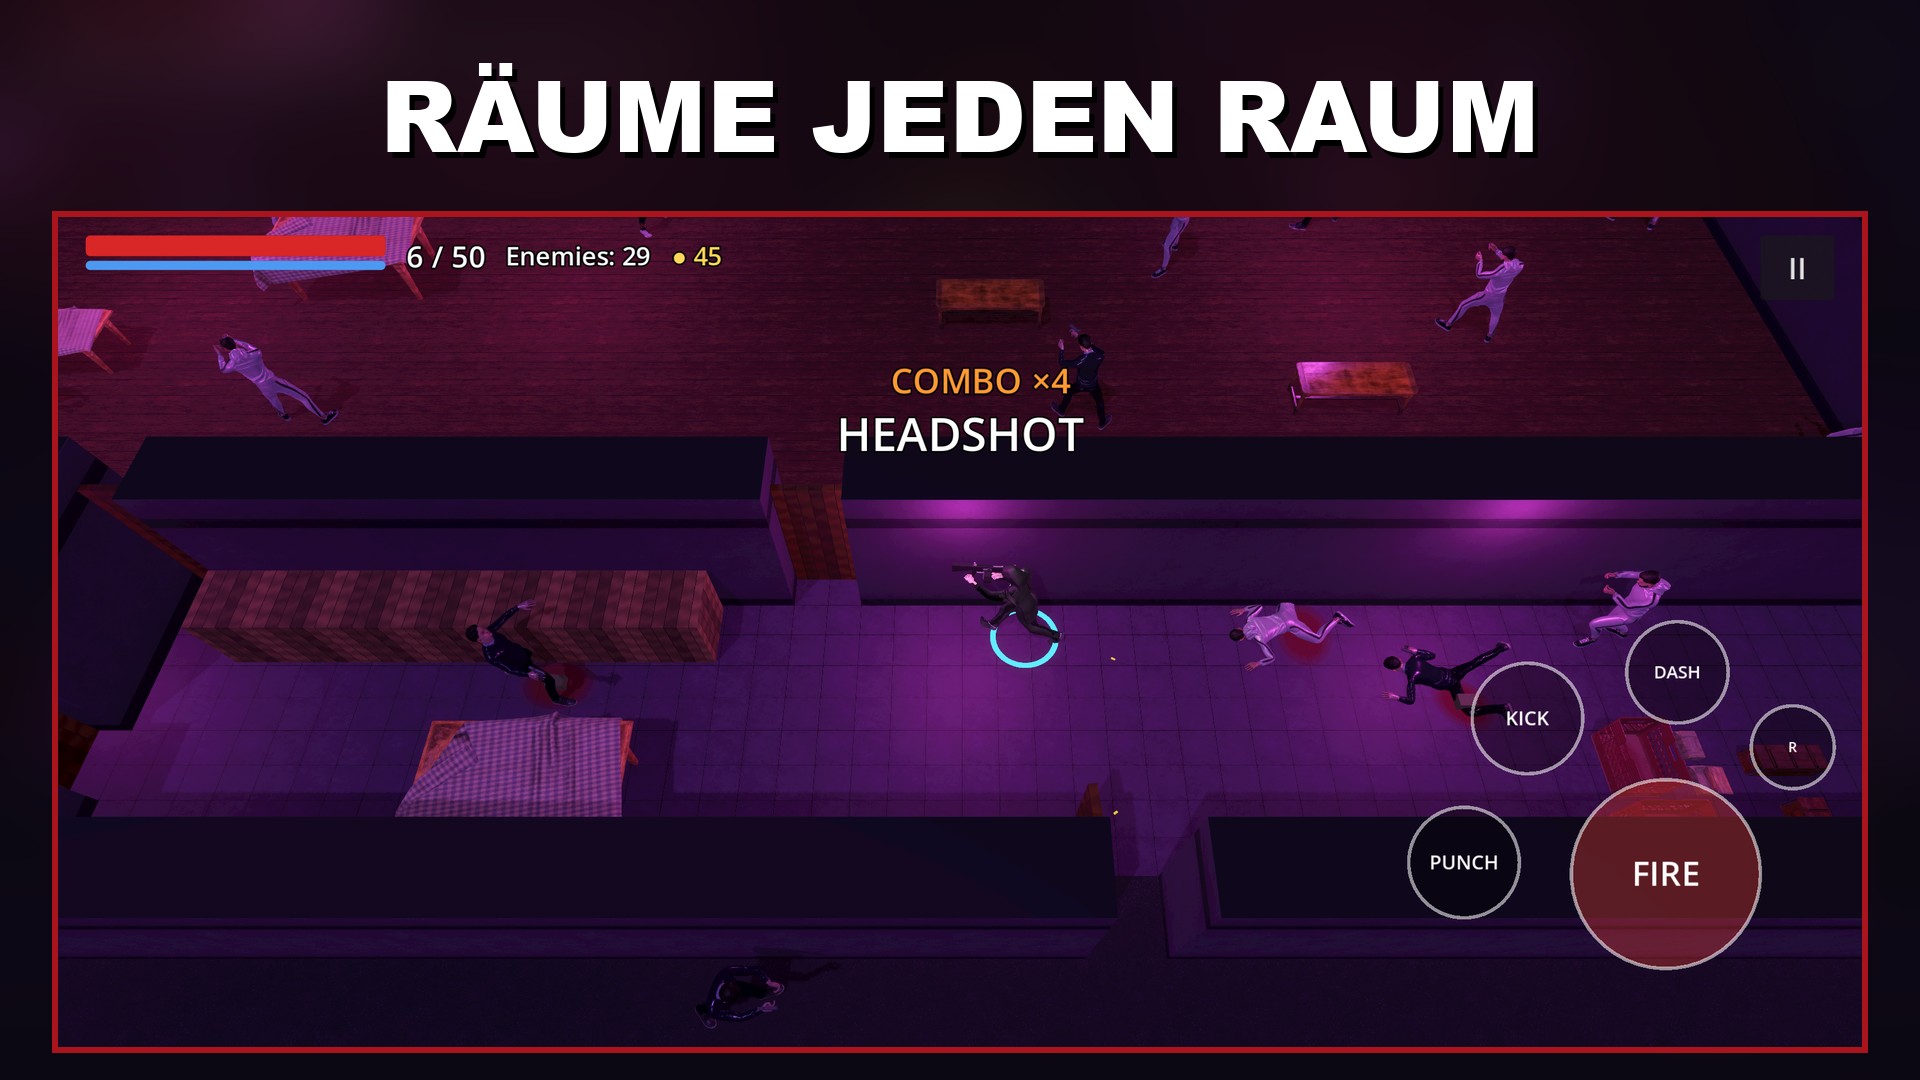 RÄUME JEDEN RAUM
6 / 50 Enemies: 29 45
COMBO ×4
HEADSHOT
DASH
KICK
R
PUNCH
FIRE